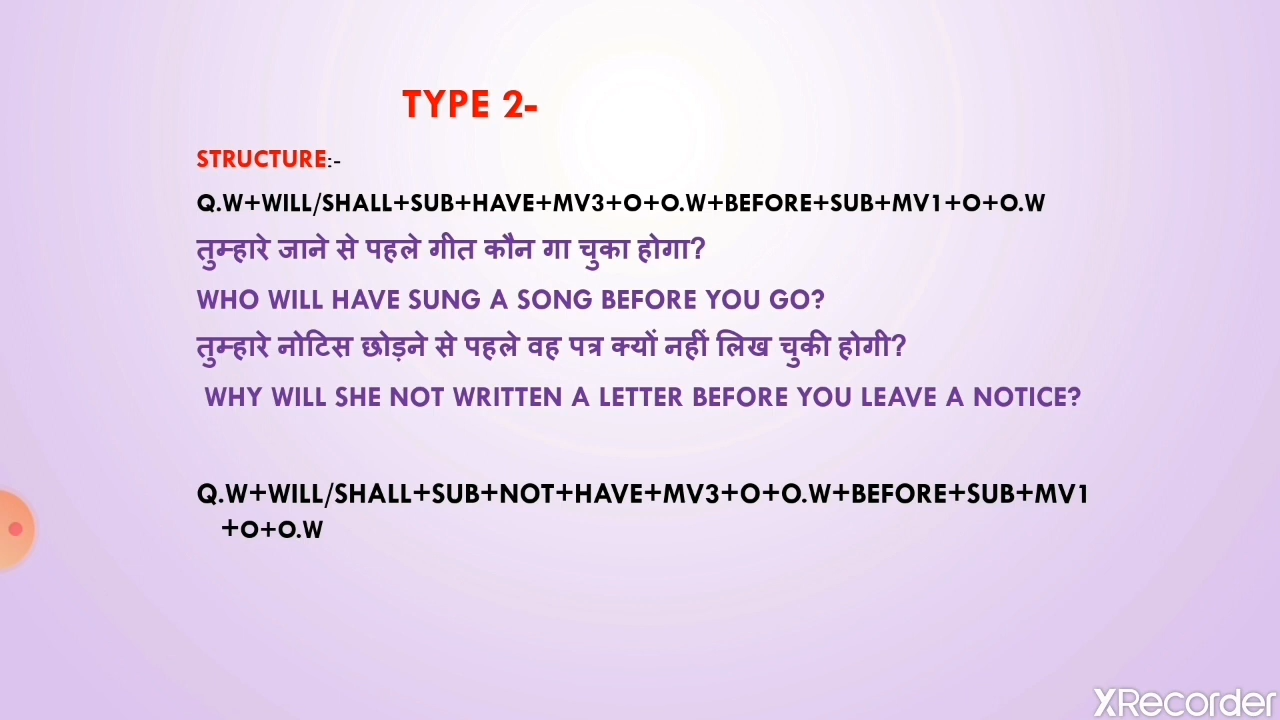 TYPE 2-
STRUCTURE:-
Q.W+WILL/SHALL+SUB+HAVE+MV3+O+O.W+BEFORE+SUB+MV1+O+O.W
तुम्हारे जाने से पहले गीत कौन गा चुका होगा?
WHO WILL HAVE SUNG A SONG BEFORE YOU GO?
तुम्हारे नोटिस छोड़ने से पहले वह पत्र क्यों नहीं लिख चुकी होगी?
WHY WILL SHE NOT WRITTEN A LETTER BEFORE YOU LEAVE A NOTICE?
Q.W+WILL/SHALL+SUB+NOT+HAVE+MV3+O+O.W+BEFORE+SUB+MV1
+O+O.W
XRecorder